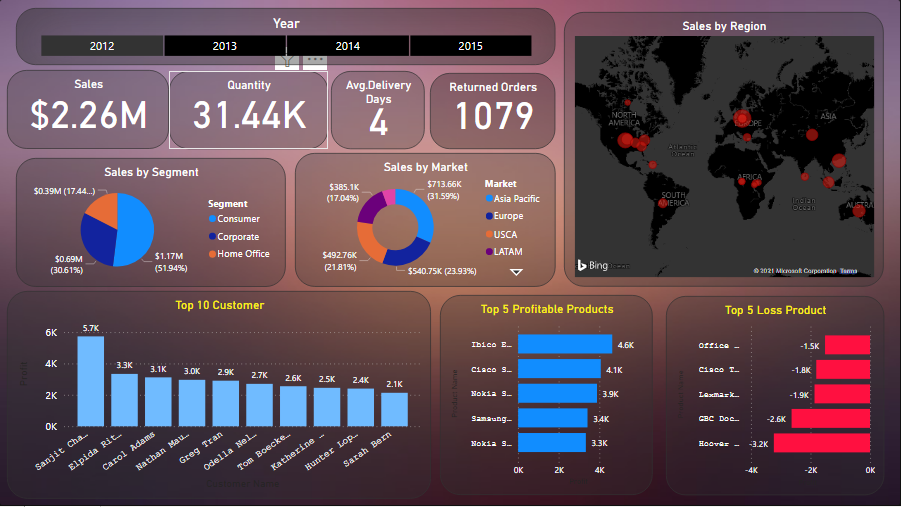 Year
2012 2013 2014 2015
Sales
$2.26M
Quantity
31.44K
Avg.Delivery
Days
4
Returned Orders
1079
Sales by Region
NORTH
AMERICA
EUROPE
ASIA
Atlantic
Ocean
AFRICA
SOUTH
AMERICA
Indian
Ocean
AUSTRA
Bing
© 2021 Microsoft Corporation Terms
Sales by Segment
$0.39M (17.44...)
$0.69M
(30.61%)
$1.17M
(51.94%)
Segment
Consumer
Corporate
Home Office
Sales by Market
$385.1K
(17.04%)
$713.66K
(31.59%)
$492.76K
(21.81%)
$540.75K (23.93%)
Market
Asia Pacific
Europe
USCA
LATAM
Top 10 Customer
Profit
6K
4K
2K
0K
5.7K
3.3K
3.1K
3.0K
2.9K
2.7K
2.6K
2.5K
2.4K
2.1K
Sanjit Cha...
Elpida Rit...
Carol Adams
Nathan Mau...
Greg Tran
Odella Nel...
Tom Boecke...
Katherine ...
Hunter Lop...
Sarah Bern
Customer Name
Top 5 Profitable Products
Product Name
Ibico E... 4.6K
Cisco S... 4.1K
Nokia S... 3.9K
Samsung... 3.4K
Nokia S... 3.3K
0K 2K 4K
Top 5 Loss Product
Office ... -1.5K
Cisco T... -1.8K
Lexmark... -1.9K
GBC Doc... -2.6K
Hoover ... -3.2K
-4K -2K 0K